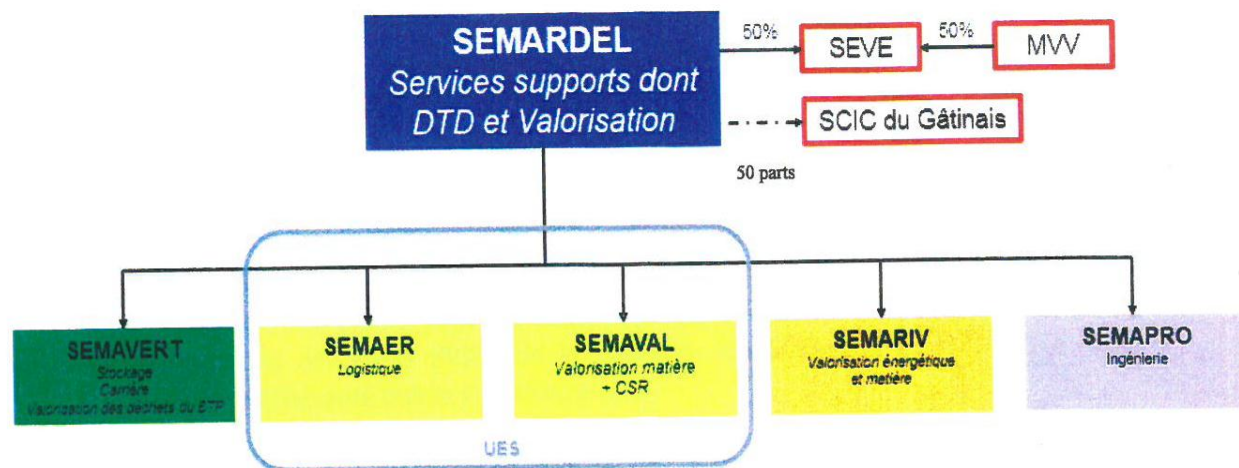 SEMARDEL
Services supports dont
DTD et Valorisation
50%
SEVE
50%
MVV
SCIC du Gâtinais
50 parts
SEMAVERT
Stockage
Carrière
Valorisation des déchets du BTP
SEMAER
Logistique
SEMAVAL
Valorisation matière
+ CSR
SEMARIV
Valorisation énergétique
et matière
SEMAPRO
Ingénierie
UES